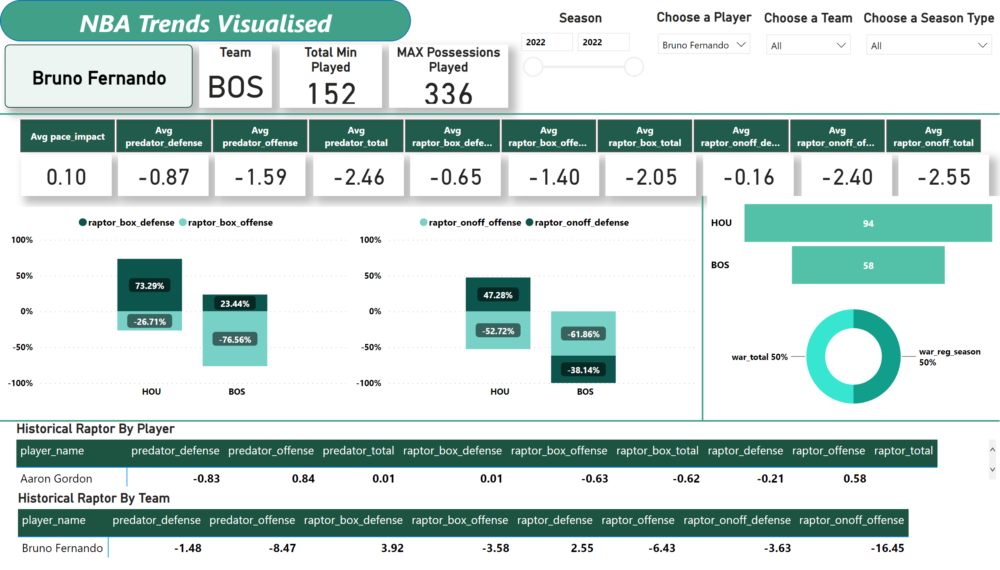 NBA Trends Visualised
Season
Choose a Player
Choose a Team
Choose a Season Type
2022
2022
Bruno Fernando
All
All
Bruno Fernando
Team
BOS
Total Min
Played
152
MAX Possessions
Played
336
Avg pace_impact
Avg
predator_defense
Avg
predator_offense
Avg
predator_total
Avg
raptor_box_defe...
Avg
raptor_box_offe...
Avg
raptor_box_total
Avg
raptor_onoff_de...
Avg
raptor_onoff_of...
Avg
raptor_onoff_total
0.10
-0.87
-1.59
-2.46
-0.65
-1.40
-2.05
-0.16
-2.40
-2.55
raptor_box_defense raptor_box_offense
100%
50%
0%
-50%
-100%
73.29%
-26.71%
23.44%
-76.56%
HOU
BOS
raptor_onoff_offense raptor_onoff_defense
100%
50%
0%
-50%
-100%
47.28%
-52.72%
-61.86%
-38.14%
HOU
BOS
HOU
94
BOS
58
war_total 50%
war_reg_season
50%
Historical Raptor By Player
player_name predator_defense predator_offense predator_total raptor_box_defense raptor_box_offense raptor_box_total raptor_defense raptor_offense raptor_total
Aaron Gordon -0.83 0.84 0.01 0.01 -0.63 -0.62 -0.21 0.58
Historical Raptor By Team
player_name predator_defense predator_offense raptor_box_defense raptor_box_offense raptor_defense raptor_offense raptor_onoff_defense raptor_onoff_offense
Bruno Fernando -1.48 -8.47 3.92 -3.58 2.55 -6.43 -3.63 -16.45